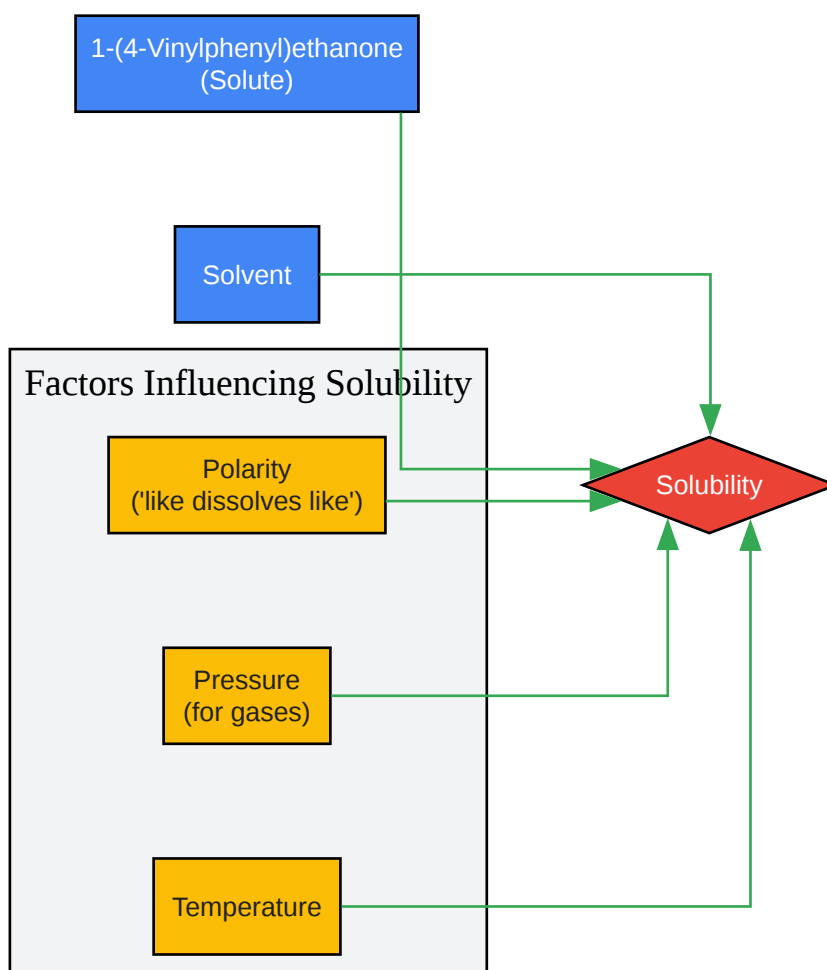 1-(4-Vinylphenyl)ethanone
(Solute)
Solvent
Factors Influencing Solubility
Polarity
('like dissolves like')
Solubility
Pressure
(for gases)
Temperature